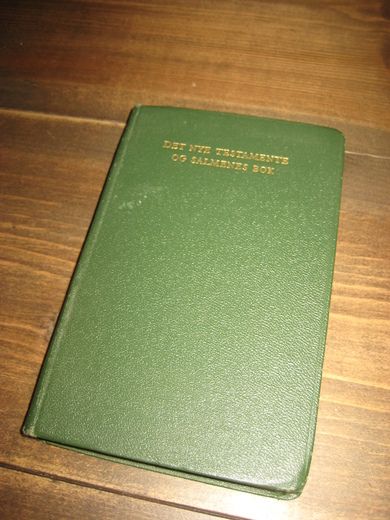 DET NYE TESTAMENTE
OG SALMENES BOK